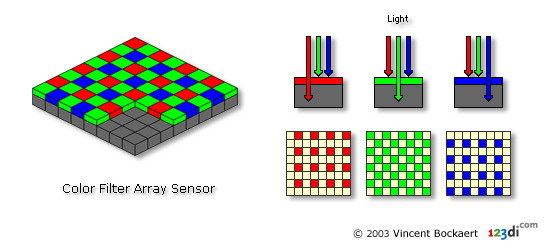 Light
Color Filter Array Sensor
© 2003 Vincent Bockaert 123di.com